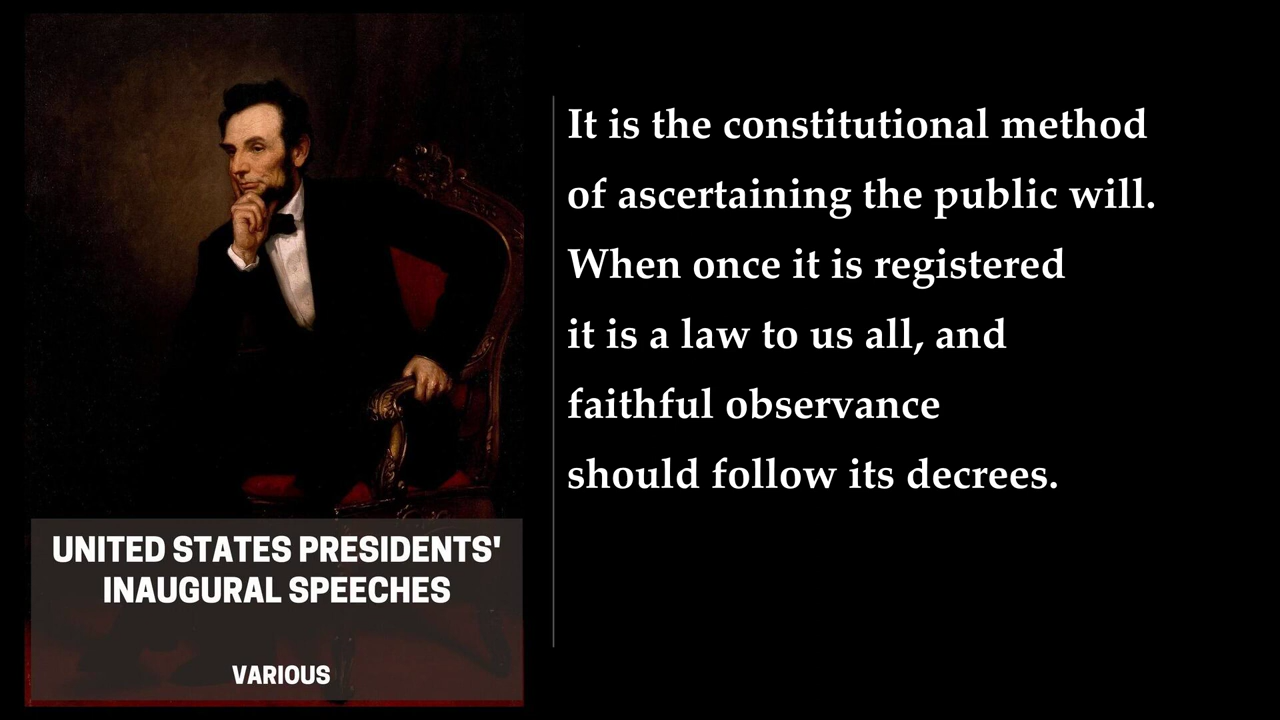 It is the constitutional method
of ascertaining the public will.
When once it is registered
it is a law to us all, and
faithful observance
should follow its decrees.
UNITED STATES PRESIDENTS'
INAUGURAL SPEECHES
VARIOUS